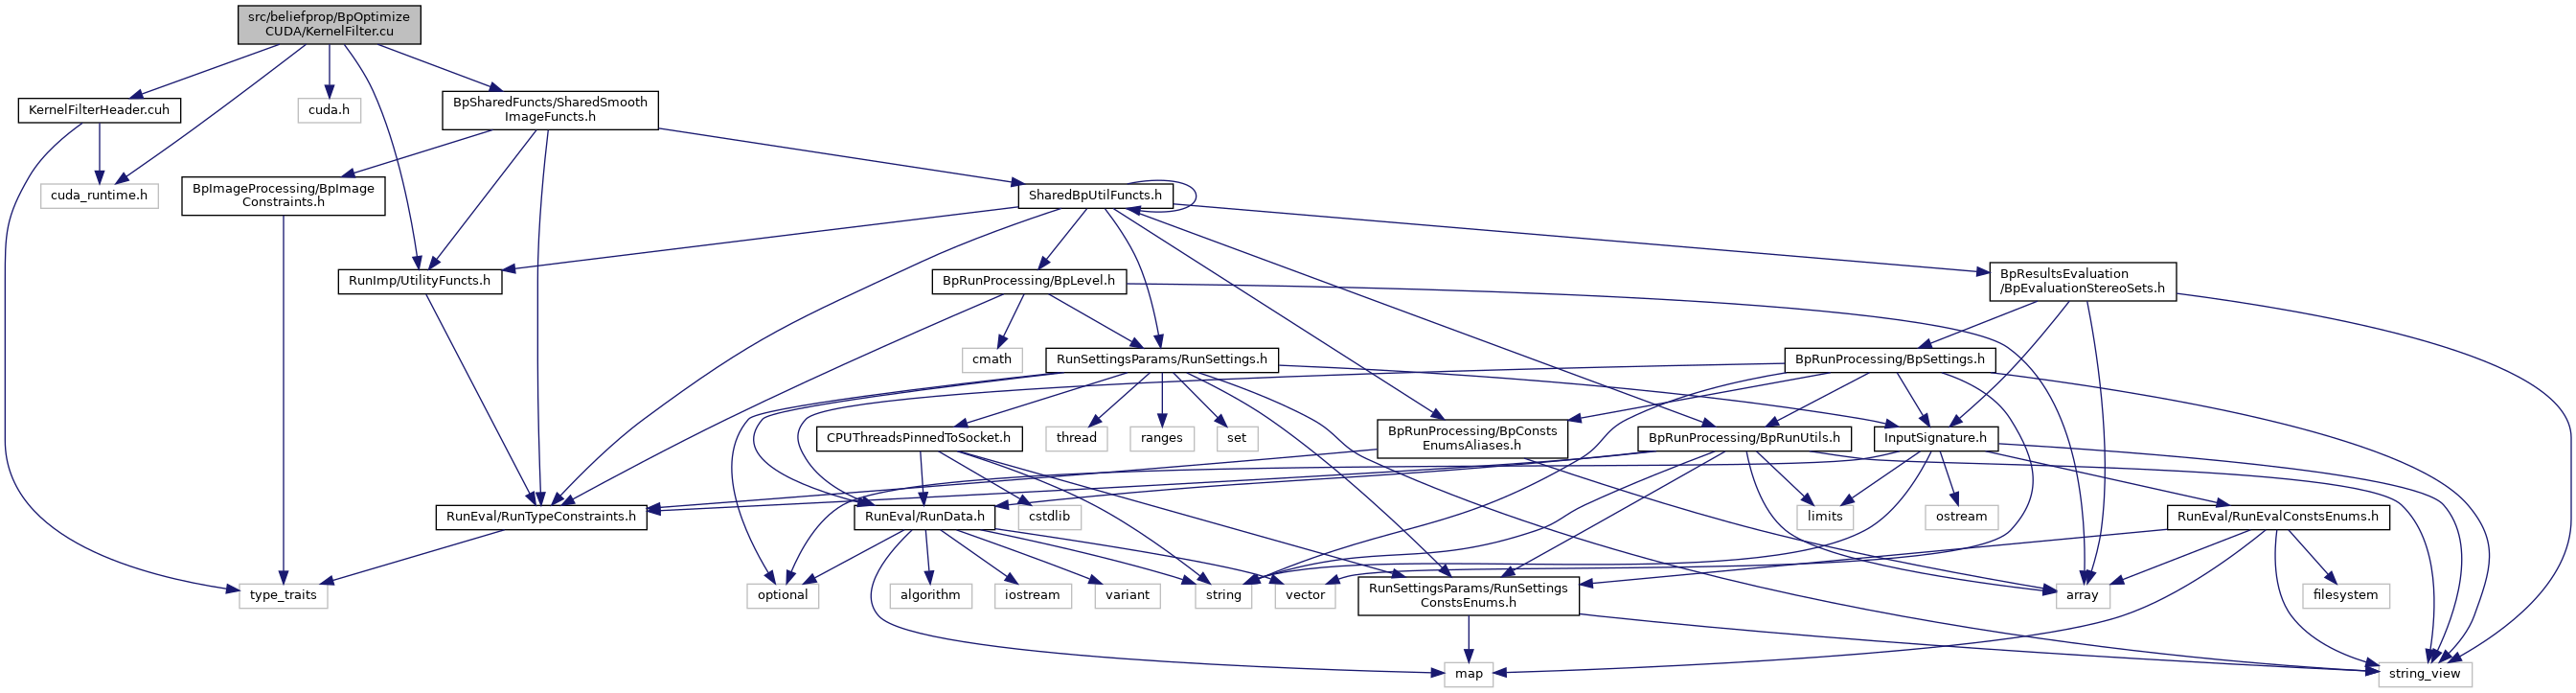 src/beliefprop/BpOptimize
CUDA/KernelFilter.cu
KernelFilterHeader.cuh
cuda.h
BpSharedFuncts/SharedSmooth
ImageFuncts.h
cuda_runtime.h
BpImageProcessing/BpImage
Constraints.h
SharedBpUtilFuncts.h
RunImp/UtilityFuncts.h
BpRunProcessing/BpLevel.h
BpResultsEvaluation
/BpEvaluationStereoSets.h
cmath
RunSettingsParams/RunSettings.h
BpRunProcessing/BpSettings.h
CPUThreadsPinnedToSocket.h
thread
ranges
set
BpRunProcessing/BpConsts
EnumsAliases.h
BpRunProcessing/BpRunUtils.h
InputSignature.h
RunEval/RunTypeConstraints.h
RunEval/RunData.h
cstdlib
limits
ostream
RunEval/RunEvalConstsEnums.h
type_traits
optional
algorithm
iostream
variant
string
vector
RunSettingsParams/RunSettings
ConstsEnums.h
array
filesystem
map
string_view